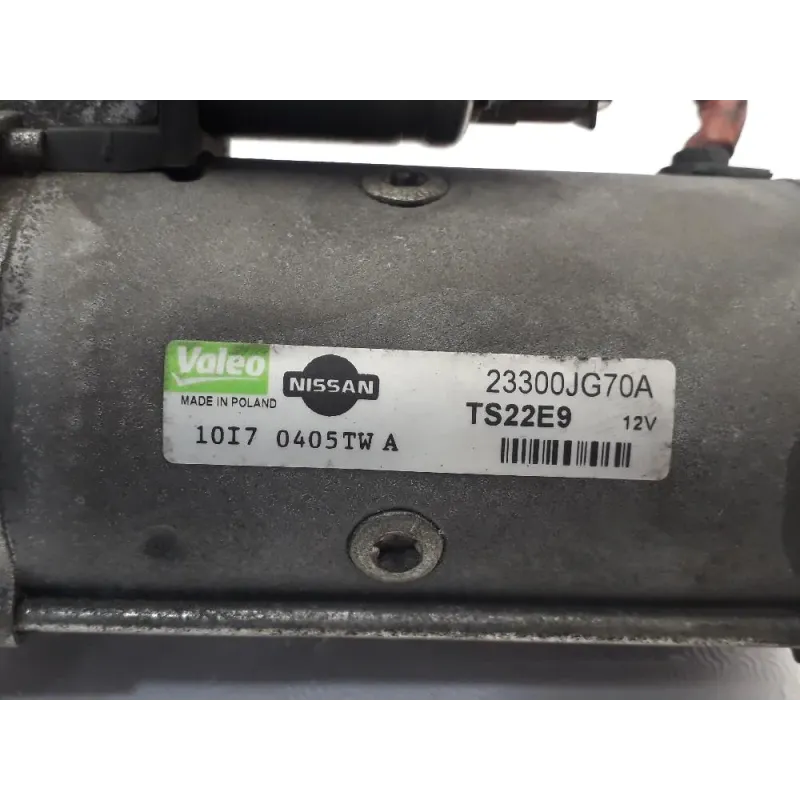 Valeo
MADE IN POLAND
NISSAN
23300JG70A
TS22E9 12V
10I7 0405TW A